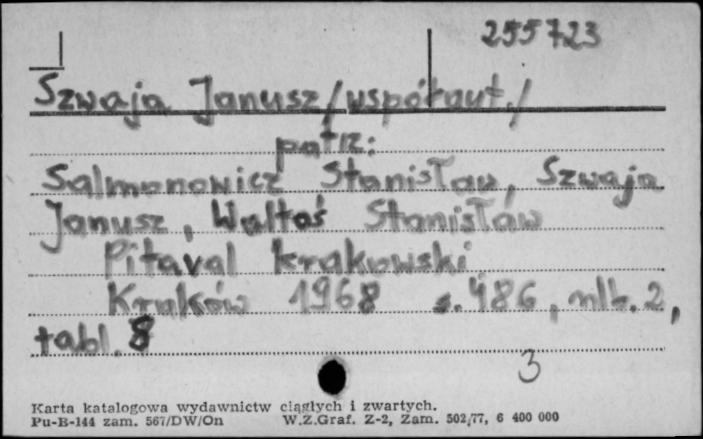 255723
Szwaja Janusz /współaut./
patrz:
Salmonowicz Stanisław, Szwaja
Janusz, Waltoś Stanisław
Pitaval krakowski
Kraków 1968 s. 486, nlb. 2,
tabl. 8
3
Karta katalogowa wydawnictw ciągłych i zwartych.
Pu-B-144 zam. 567/DW/On W.Z.Graf. Z-2, Zam. 502/77, 6 400 000